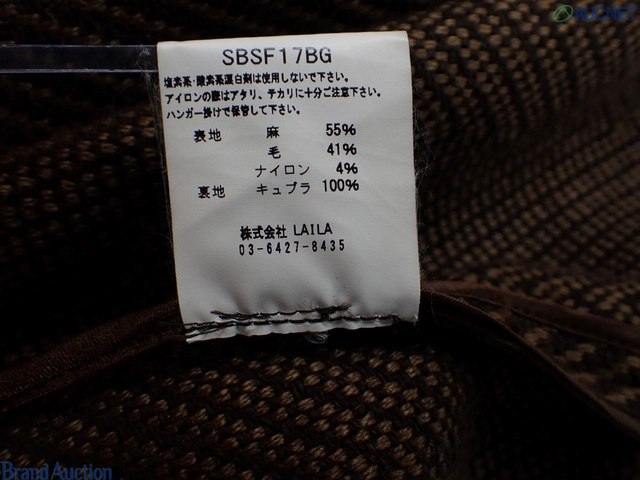 AUCNET
SBSF17BG
塩素系・酸素系漂白剤は使用しないで下さい。
アイロンの際はアタリ、テカリに十分ご注意下さい。
ハンガー掛けで保管して下さい。
表地 麻 55%
毛 41%
ナイロン 4%
裏地 キュプラ 100%
株式会社 LAILA
03-6427-8435
Brand Auction